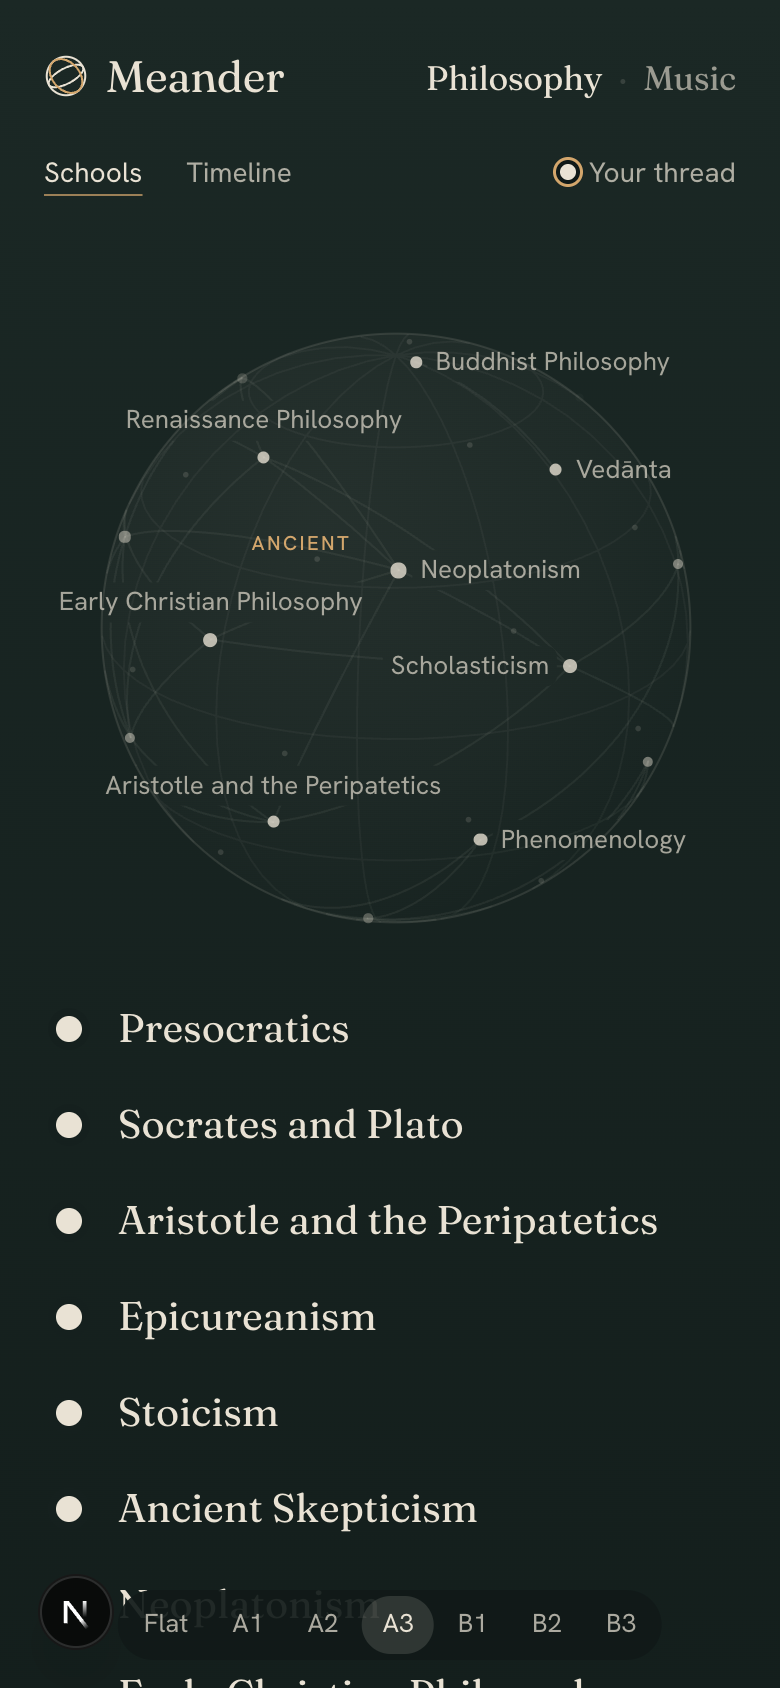 Meander
Philosophy · Music
Schools Timeline Your thread
Buddhist Philosophy
Renaissance Philosophy
Vedānta
ANCIENT
Neoplatonism
Early Christian Philosophy
Scholasticism
Aristotle and the Peripatetics
Phenomenology
Presocratics
Socrates and Plato
Aristotle and the Peripatetics
Epicureanism
Stoicism
Ancient Skepticism
Neoplatonism
N Flat A1 A2 A3 B1 B2 B3